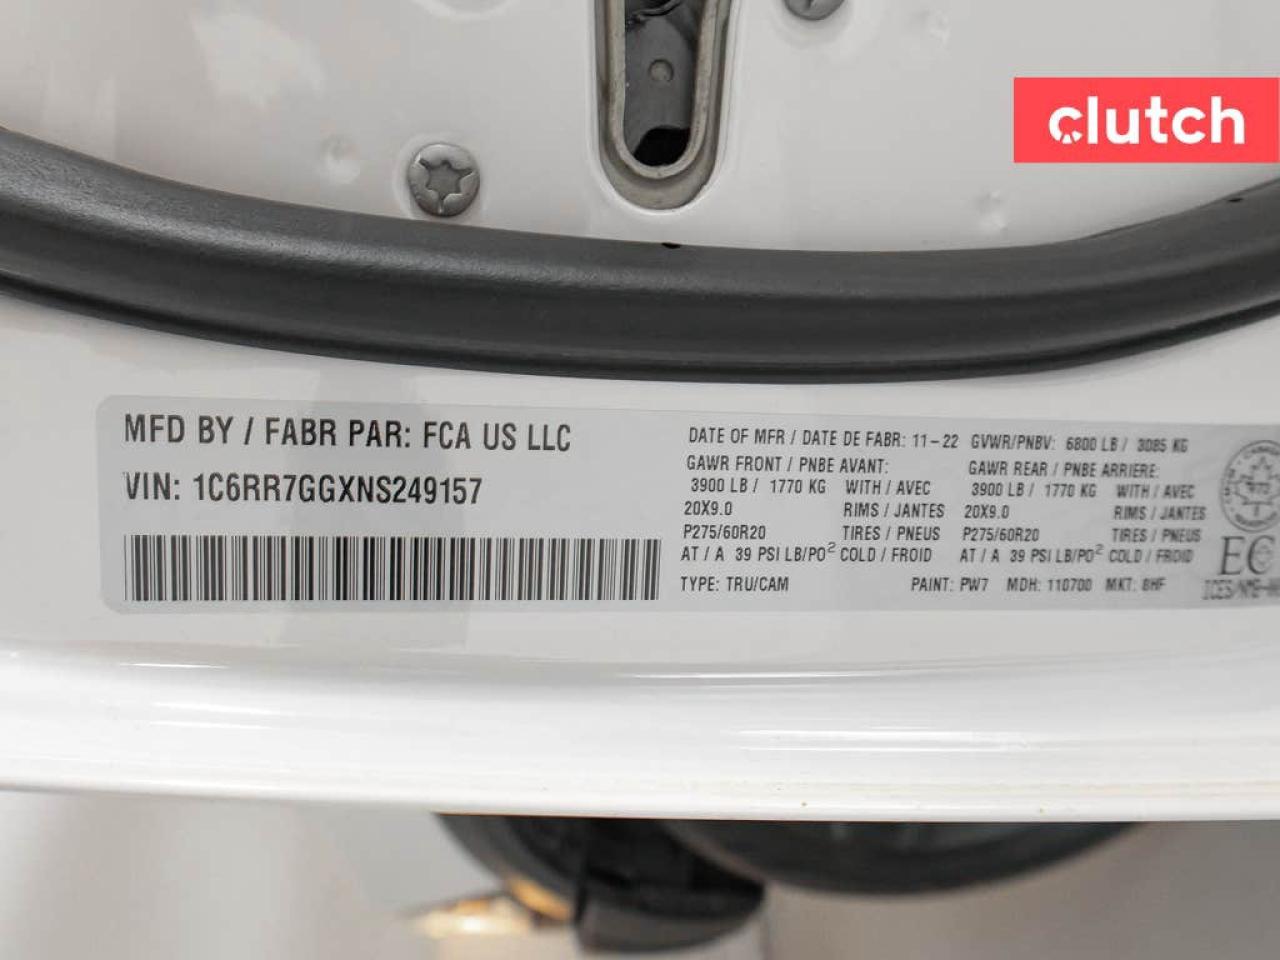 clutch
MFD BY / FABR PAR: FCA US LLC
VIN: 1C6RR7GGXNS249157
DATE OF MFR / DATE DE FABR: 11-22 GVWR/PNBV: 6800 LB / 3085 KG
GAWR FRONT / PNBE AVANT: GAWR REAR / PNBE ARRIERE:
3900 LB / 1770 KG WITH / AVEC 3900 LB / 1770 KG WITH / AVEC
20X9.0 RIMS / JANTES 20X9.0 RIMS / JANTES
P275/60R20 TIRES / PNEUS P275/60R20 TIRES / PNEUS
AT / A 39 PSI LB/PO² COLD / FROID AT / A 39 PSI LB/PO² COLD / FROID
TYPE: TRU/CAM PAINT: PW7 MDH: 110700 MKT: 8HF
EC